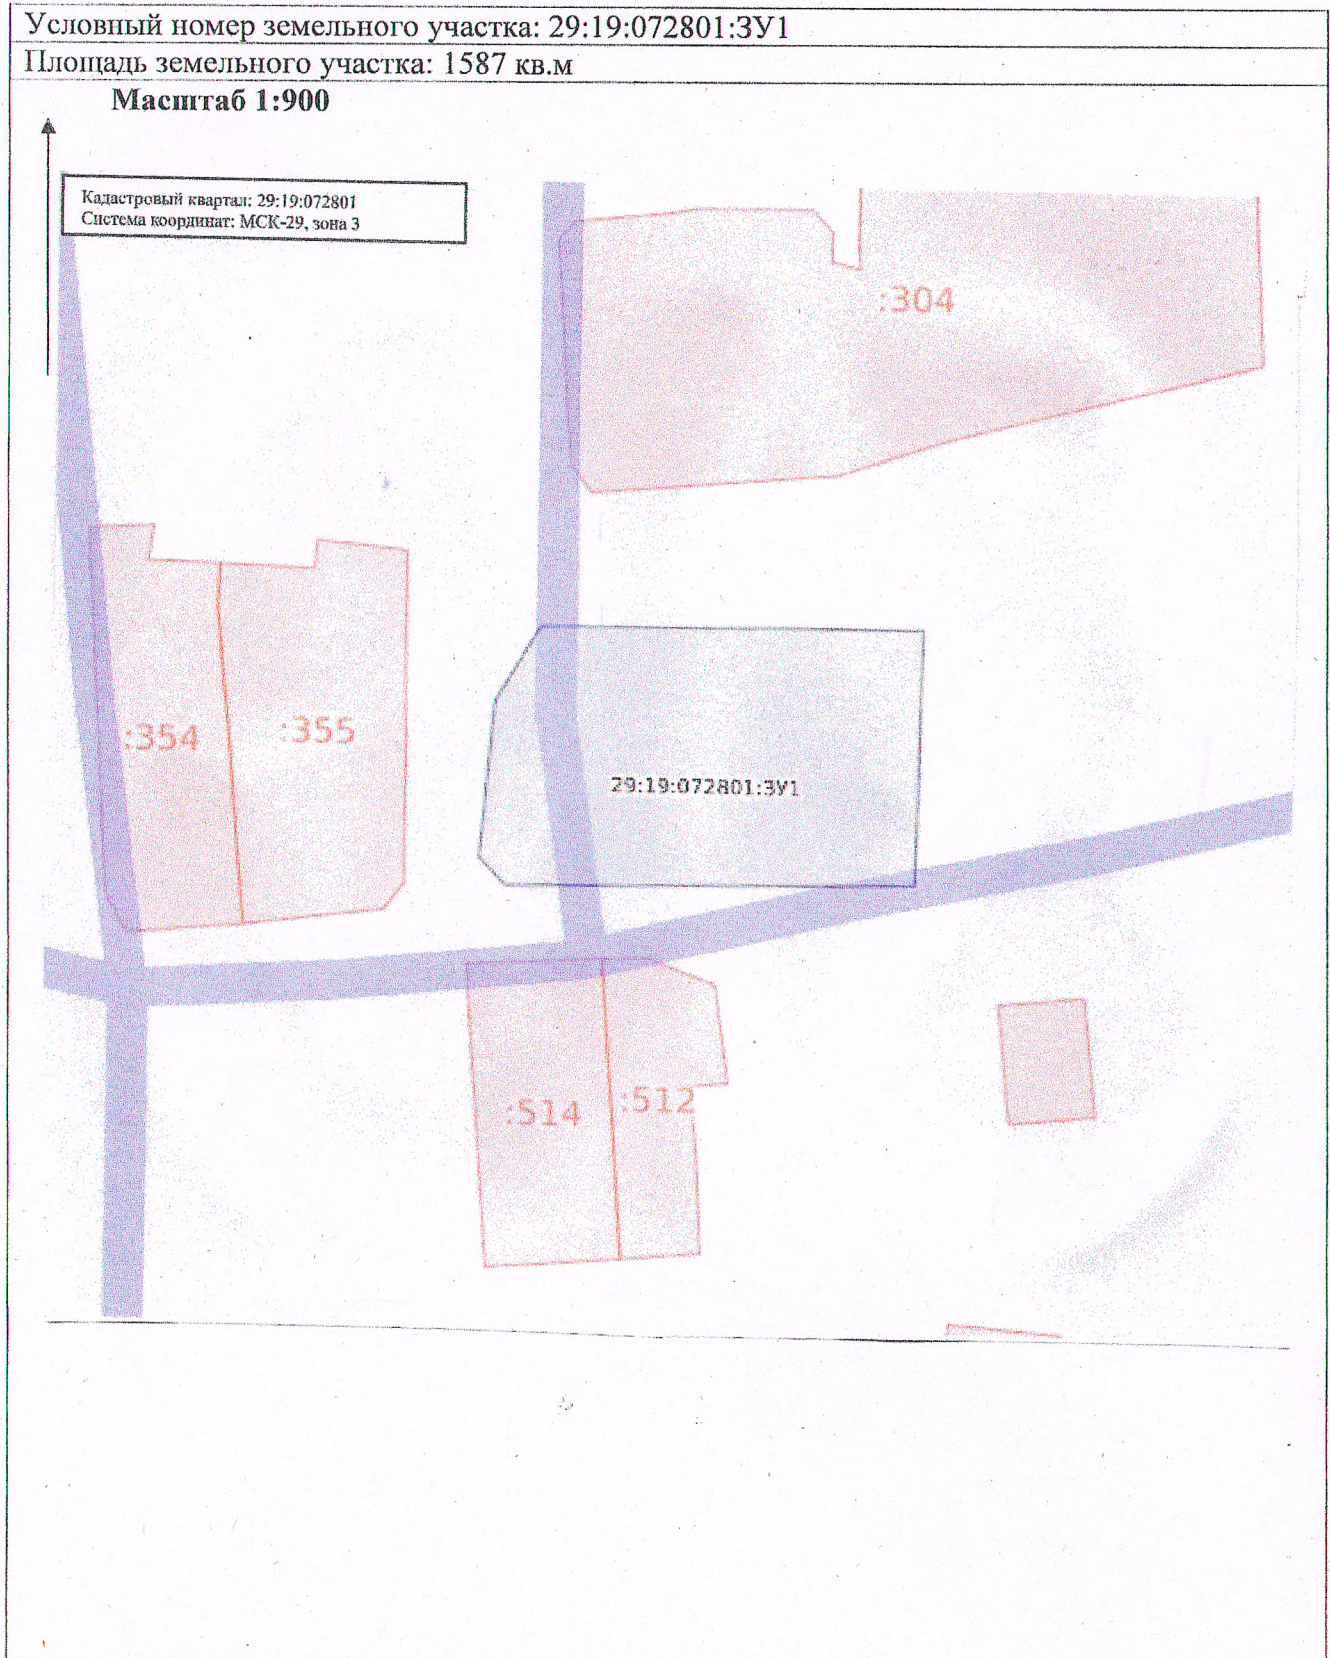 Условный номер земельного участка: 29:19:072801:ЗУ1
Площадь земельного участка: 1587 кв.м
Масштаб 1:900
Кадастровый квартал: 29:19:072801
Система координат: МСК-29, зона 3
:304
:354
:355
29:19:072801:ЗУ1
:514
:512